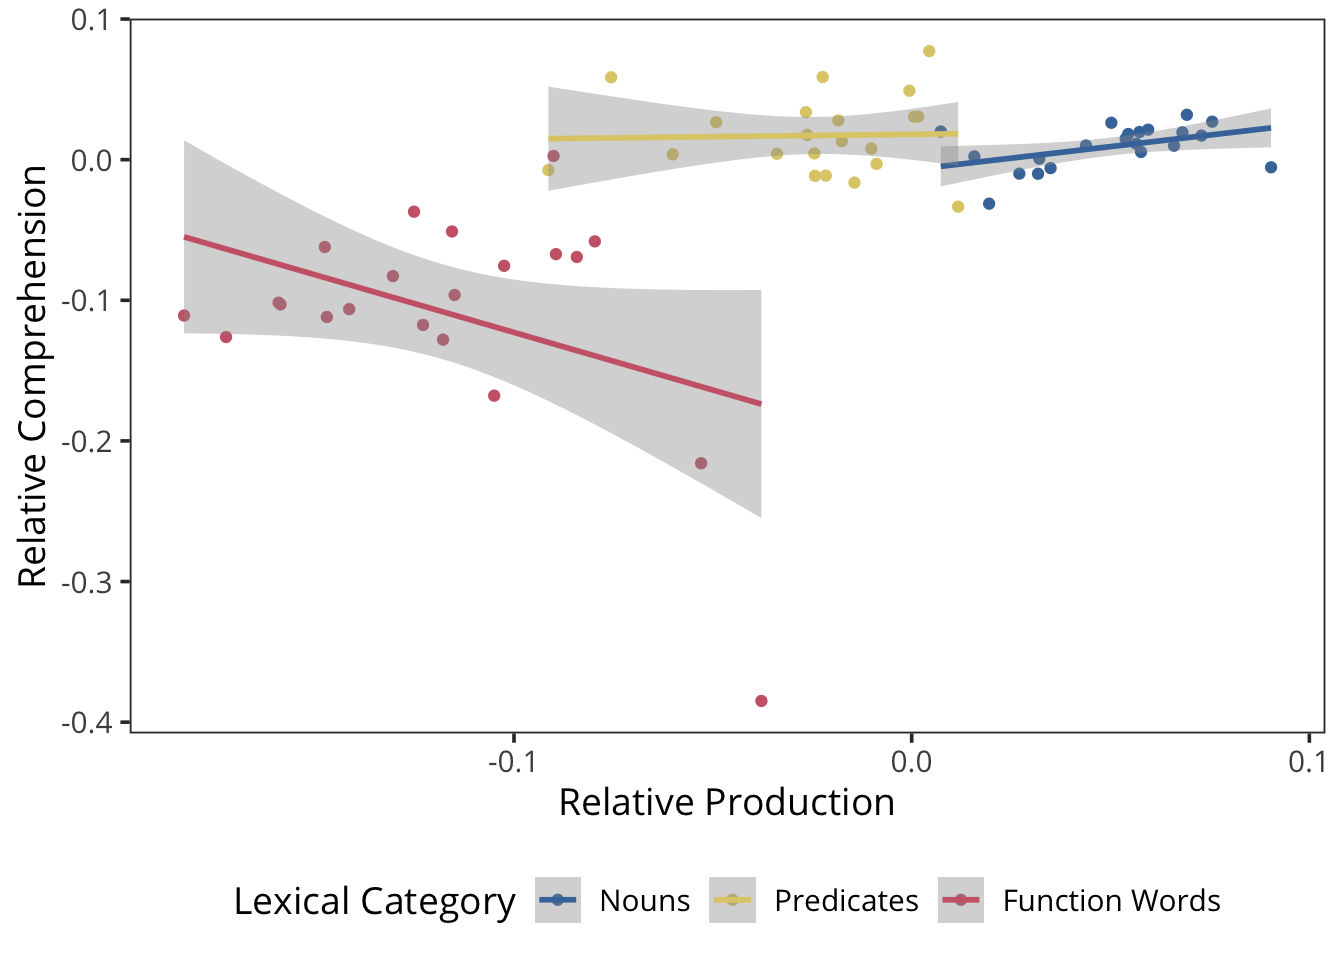 0.1
0.0
-0.1
-0.2
-0.3
-0.4
Relative Comprehension
-0.1 0.0 0.1
Relative Production
Lexical Category Nouns Predicates Function Words